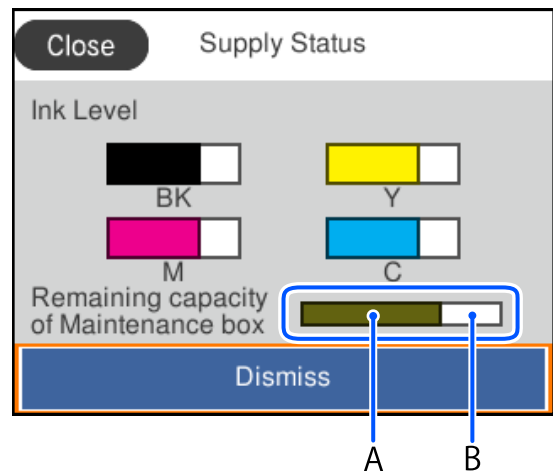 Close
Supply Status
Ink Level
BK
Y
M
C
Remaining capacity
of Maintenance box
Dismiss
A
B